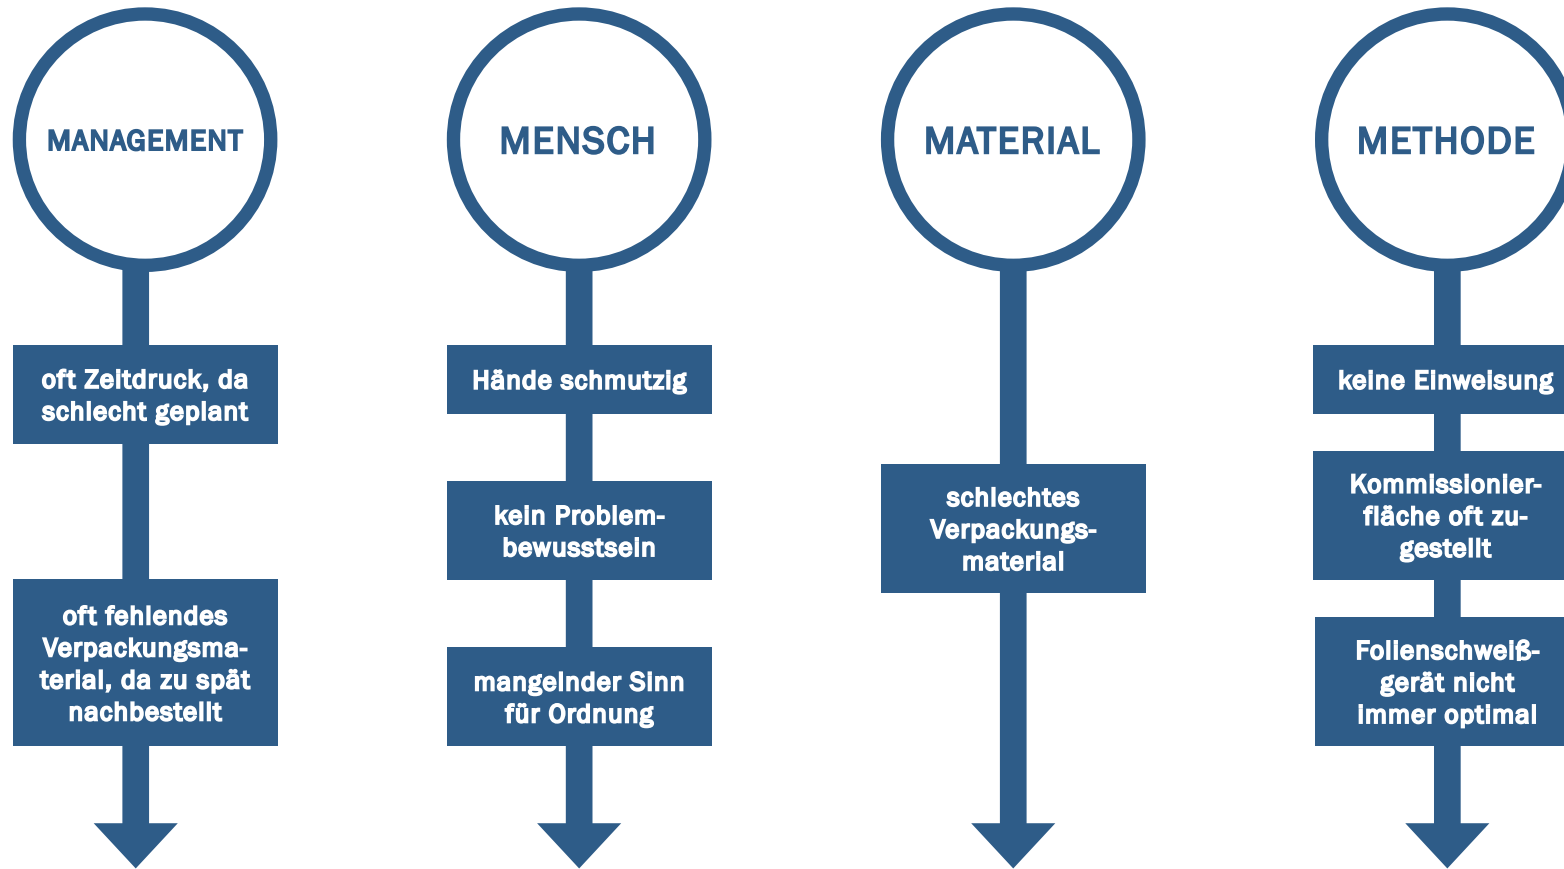 MANAGEMENT
oft Zeitdruck, da
schlecht geplant
oft fehlendes
Verpackungsma-
terial, da zu spät
nachbestellt
MENSCH
Hände schmutzig
kein Problem-
bewusstsein
mangelnder Sinn
für Ordnung
MATERIAL
schlechtes
Verpackungs-
material
METHODE
keine Einweisung
Kommissionier-
fläche oft zu-
gestellt
Folienschweiß-
gerät nicht
immer optimal